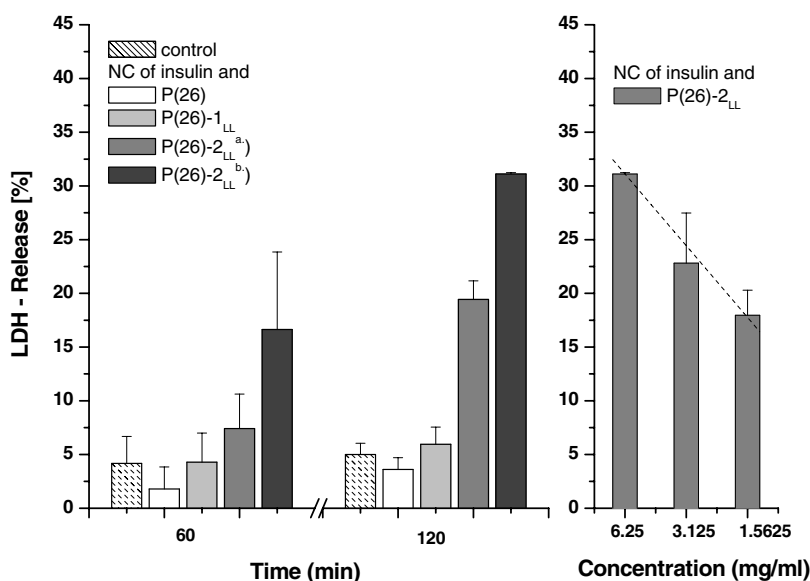 LDH - Release [%]
45
40
35
30
25
20
15
10
5
0
control
NC of insulin and
P(26)
P(26)-1LL
P(26)-2LL a.)
P(26)-2LL b.)
60
120
Time (min)
45
40
35
30
25
20
15
10
5
0
NC of insulin and
P(26)-2LL
6.25
3.125
1.5625
Concentration (mg/ml)